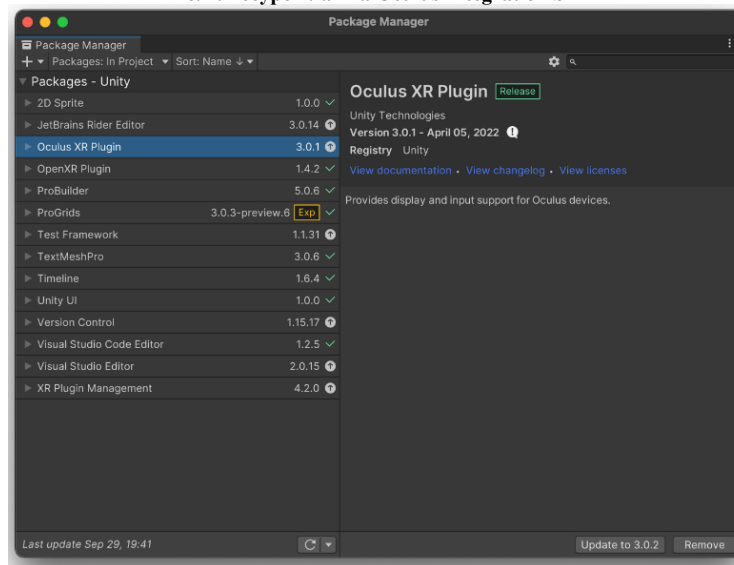 Package Manager
Package Manager
+ Packages: In Project Sort: Name ↓
Packages - Unity
2D Sprite 1.0.0
JetBrains Rider Editor 3.0.14
Oculus XR Plugin 3.0.1
OpenXR Plugin 1.4.2
ProBuilder 5.0.6
ProGrids 3.0.3-preview.6 Exp
Test Framework 1.1.31
TextMeshPro 3.0.6
Timeline 1.6.4
Unity UI 1.0.0
Version Control 1.15.17
Visual Studio Code Editor 1.2.5
Visual Studio Editor 2.0.15
XR Plugin Management 4.2.0
Last update Sep 29, 19:41
Oculus XR Plugin Release
Unity Technologies
Version 3.0.1 - April 05, 2022
Registry Unity
View documentation • View changelog • View licenses
Provides display and input support for Oculus devices.
Update to 3.0.2 Remove